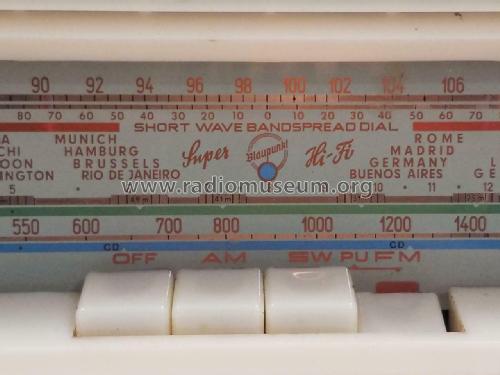 90 92 94 96 98 100 102 104 106
80 70 60 50 40 30 20 10 0 10 20 30 40 50 60 70
SHORT WAVE BANDSPREAD DIAL
MUNICH ROME
HAMBURG Super Blaupunkt Hi-Fi MADRID
BRUSSELS GERMANY
RIO DE JANEIRO BUENOS AIRES
www.radiomuseum.org
5 10 11 12
550 600 700 800 1000 1200 1400
CD CD
OFF AM SW PU FM